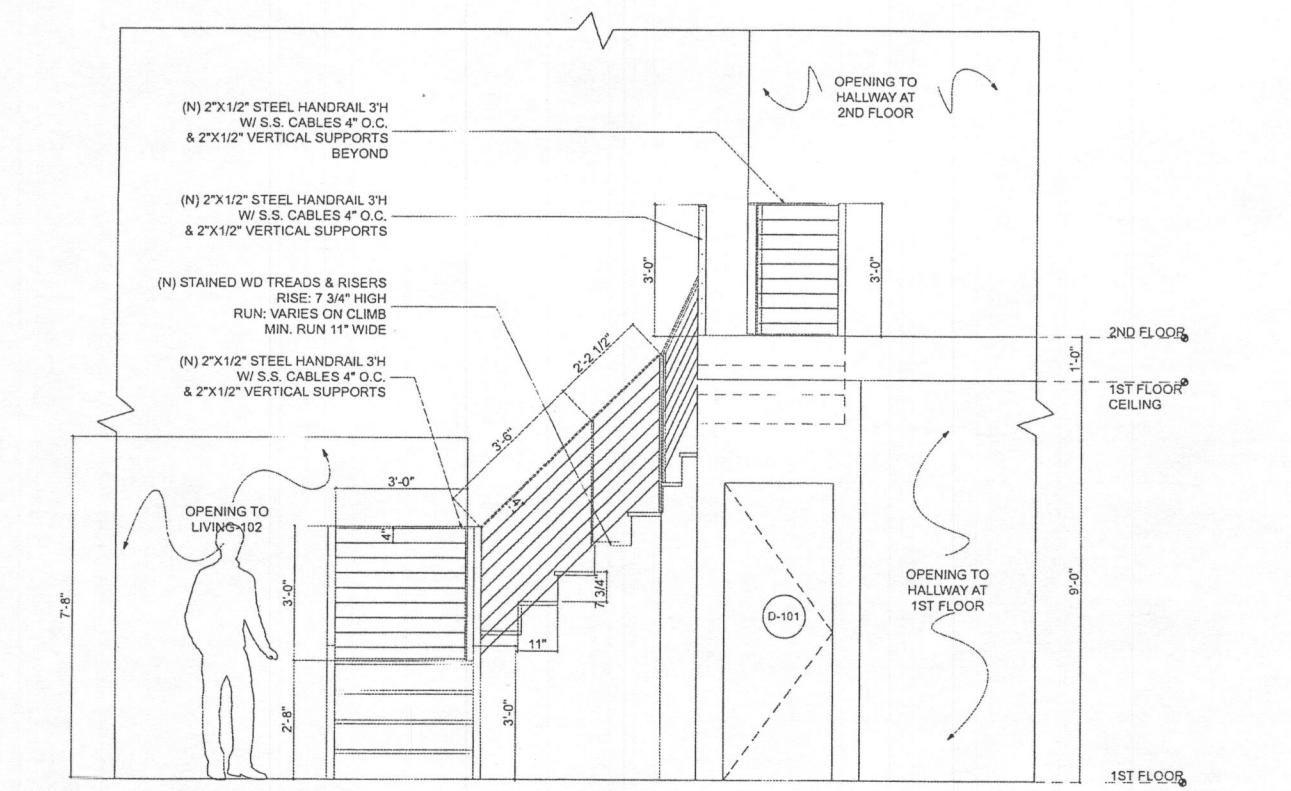 OPENING TO
HALLWAY AT
2ND FLOOR
(N) 2"X1/2" STEEL HANDRAIL 3'H
W/ S.S. CABLES 4" O.C.
& 2"X1/2" VERTICAL SUPPORTS
BEYOND
(N) 2"X1/2" STEEL HANDRAIL 3'H
W/ S.S. CABLES 4" O.C.
& 2"X1/2" VERTICAL SUPPORTS
3'-0"
3'-0"
(N) STAINED WD TREADS & RISERS
RISE: 7 3/4" HIGH
RUN: VARIES ON CLIMB
MIN. RUN 11" WIDE
2ND FLOOR
2'-2 1/2"
1'-0"
(N) 2"X1/2" STEEL HANDRAIL 3'H
W/ S.S. CABLES 4" O.C.
& 2"X1/2" VERTICAL SUPPORTS
1ST FLOOR
CEILING
3'-6"
3'-0"
4"
OPENING TO
LIVING-102
4"
3'-0"
7'-8"
7 3/4"
OPENING TO
HALLWAY AT
1ST FLOOR
9'-0"
D-101
11"
2'-8"
3'-0"
1ST FLOOR